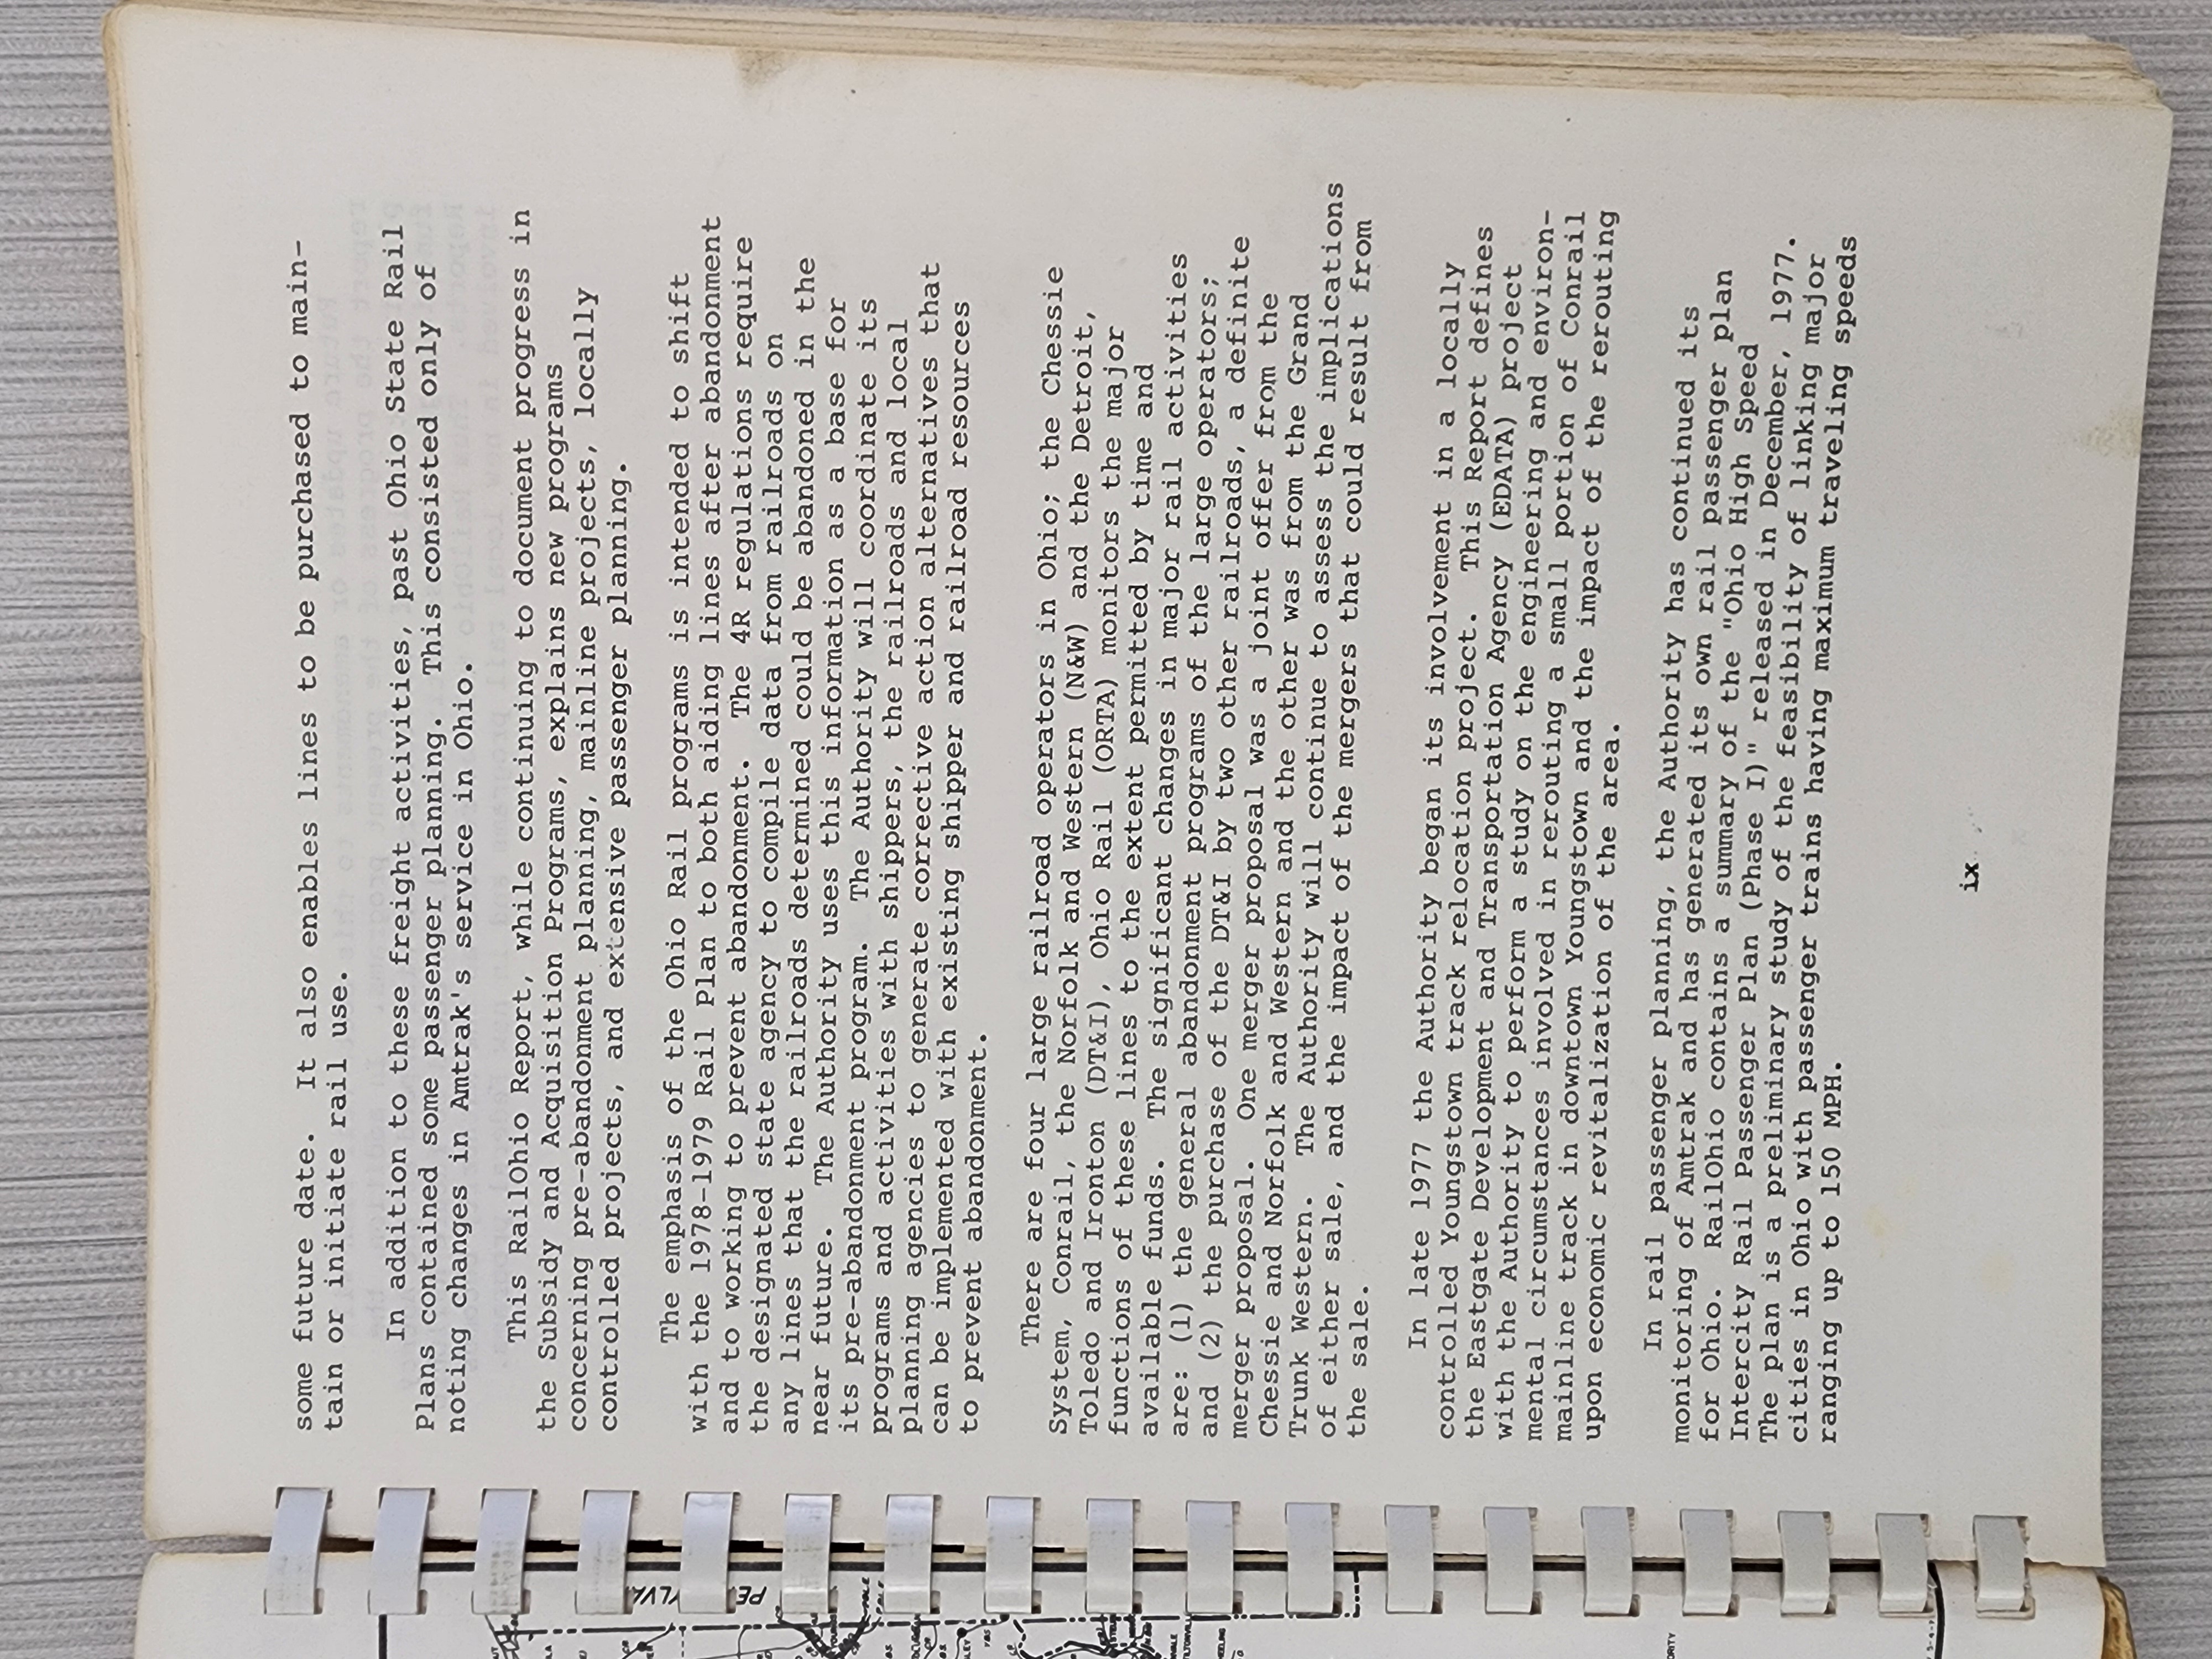 some future date.  It also enables lines to be purchased to main-
tain or initiate rail use.
In addition to these freight activities, past Ohio State Rail
Plans contained some passenger planning.  This consisted only of
noting changes in Amtrak's service in Ohio.
This RailOhio Report, while continuing to document progress in
the Subsidy and Acquisition Programs, explains new programs
concerning pre-abandonment planning, mainline projects, locally
controlled projects, and extensive passenger planning.
The emphasis of the Ohio Rail programs is intended to shift
with the 1978-1979 Rail Plan to both aiding lines after abandonment
and to working to prevent abandonment.  The 4R regulations require
the designated state agency to compile data from railroads on
any lines that the railroads determined could be abandoned in the
near future.  The Authority uses this information as a base for
its pre-abandonment program.  The Authority will coordinate its
programs and activities with shippers, the railroads and local
planning agencies to generate corrective action alternatives that
can be implemented with existing shipper and railroad resources
to prevent abandonment.
There are four large railroad operators in Ohio; the Chessie
System, Conrail, the Norfolk and Western (N&W) and the Detroit,
Toledo and Ironton (DT&I), Ohio Rail (ORTA) monitors the major
functions of these lines to the extent permitted by time and
available funds.  The significant changes in major rail activities
are: (1) the general abandonment programs of the large operators;
and (2) the purchase of the DT&I by two other railroads, a definite
merger proposal.  One merger proposal was a joint offer from the
Chessie and Norfolk and Western and the other was from the Grand
Trunk Western.  The Authority will continue to assess the implications
of either sale, and the impact of the mergers that could result from
the sale.
In late 1977 the Authority began its involvement in a locally
controlled Youngstown track relocation project.  This Report defines
the Eastgate Development and Transportation Agency (EDATA) project
with the Authority to perform a study on the engineering and environ-
mental circumstances involved in rerouting a small portion of Conrail
mainline track in downtown Youngstown and the impact of the rerouting
upon economic revitalization of the area.
In rail passenger planning, the Authority has continued its
monitoring of Amtrak and has generated its own rail passenger plan
for Ohio.  RailOhio contains a summary of the "Ohio High Speed
Intercity Rail Passenger Plan (Phase I)" released in December, 1977.
The plan is a preliminary study of the feasibility of linking major
cities in Ohio with passenger trains having maximum traveling speeds
ranging up to 150 MPH.
ix